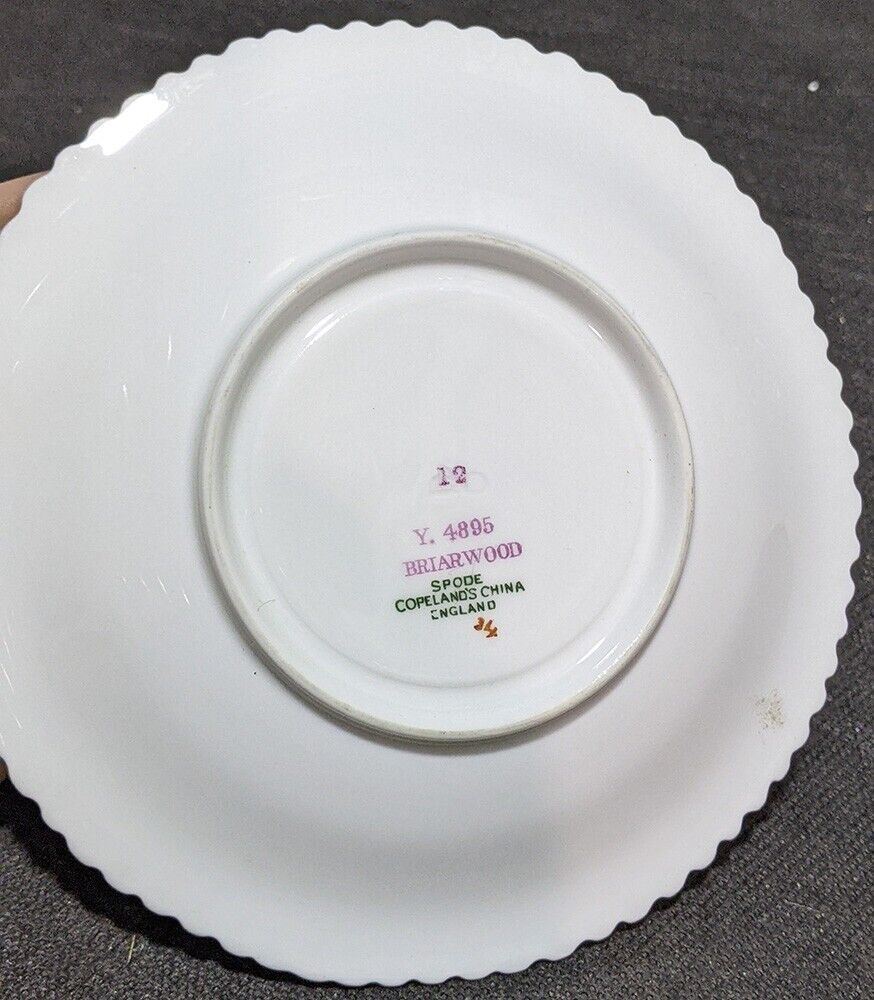 12
Y. 4895
BRIARWOOD
SPODE
COPELAND'S CHINA
ENGLAND
34